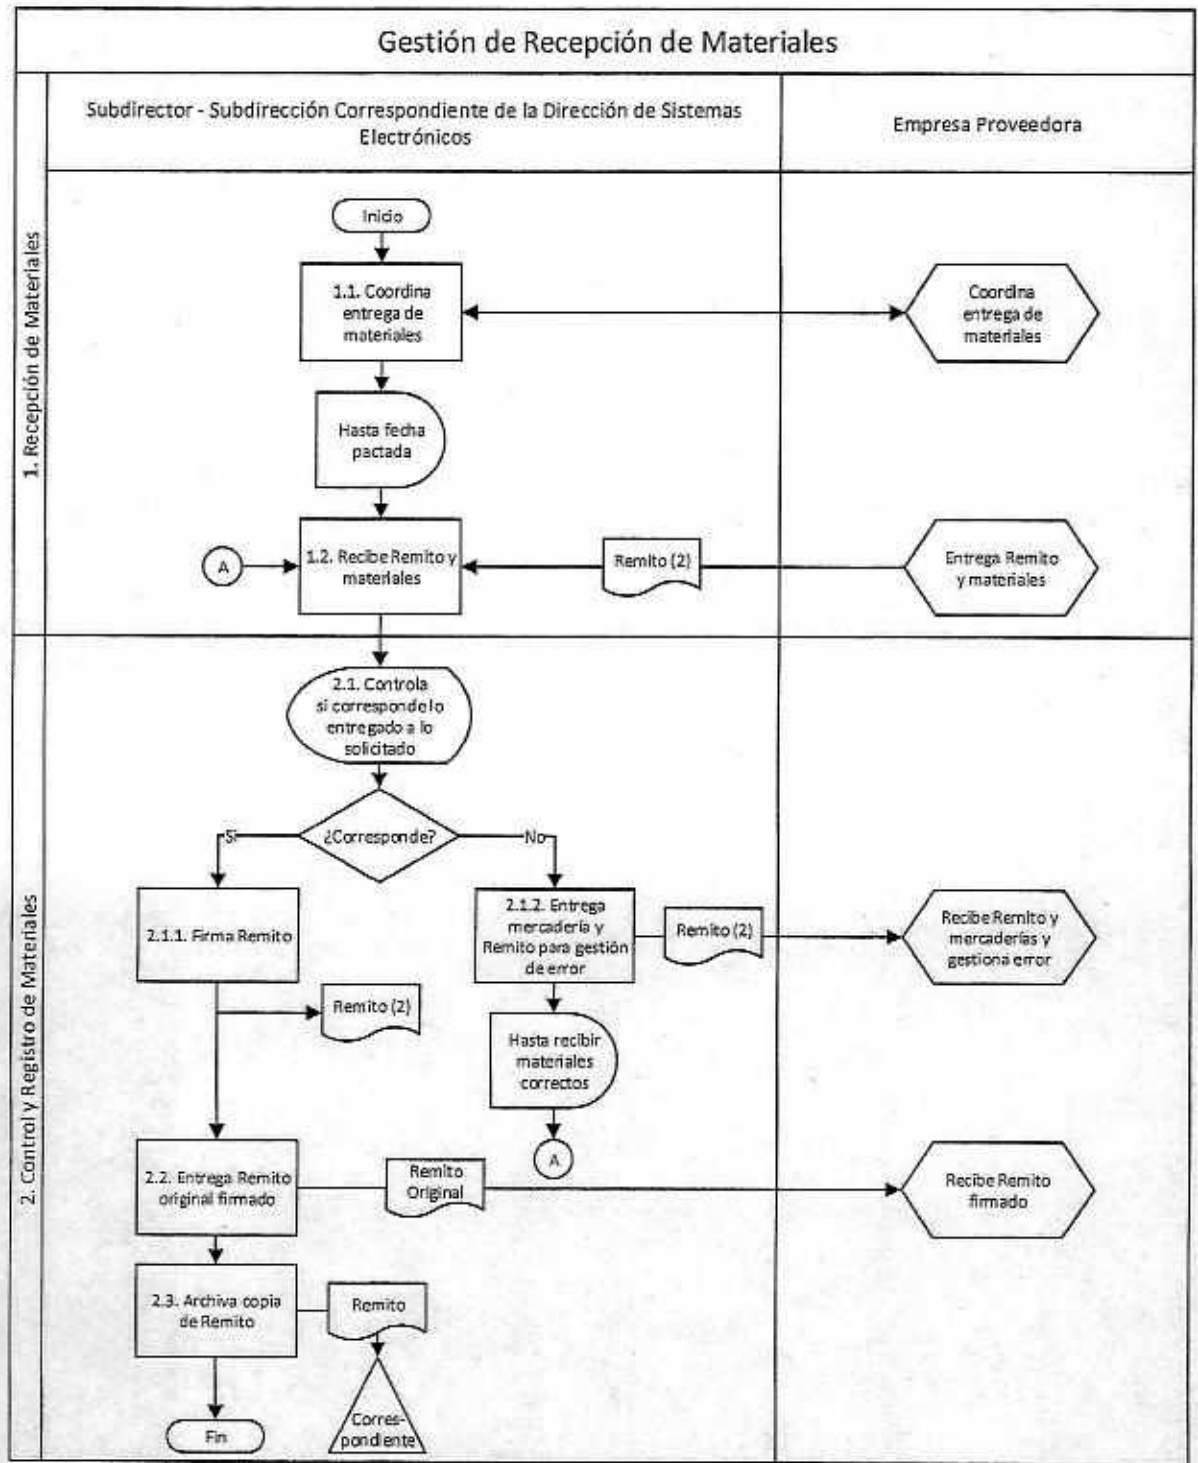 Gestión de Recepción de Materiales
Subdirector - Subdirección Correspondiente de la Dirección de Sistemas
Electrónicos
Empresa Proveedora
1. Recepción de Materiales
Inicio
1.1. Coordina
entrega de
materiales
Coordina
entrega de
materiales
Hasta fecha
pactada
A
1.2. Recibe Remito y
materiales
Remito (2)
Entrega Remito
y materiales
2. Control y Registro de Materiales
2.1. Controla
si corresponde lo
entregado a lo
solicitado
¿Corresponde?
Si
No
2.1.1. Firma Remito
2.1.2. Entrega
mercadería y
Remito para gestión
de error
Remito (2)
Recibe Remito y
mercaderías y
gestiona error
Remito (2)
Hasta recibir
materiales
correctos
A
2.2. Entrega Remito
original firmado
Remito
Original
Recibe Remito
firmado
2.3. Archiva copia
de Remito
Remito
Corres-
pondiente
Fin